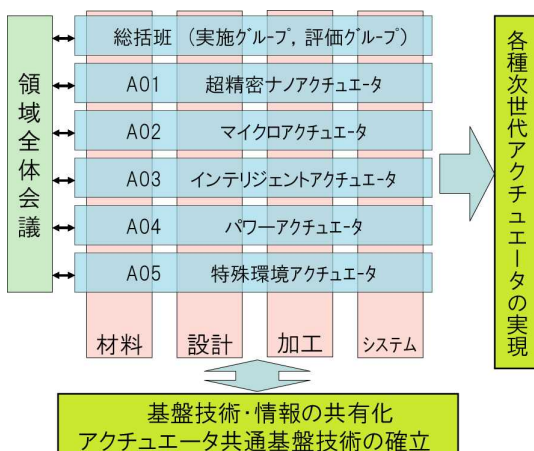 領域全体会議
総括班 (実施グループ, 評価グループ)
A01 超精密ナノアクチュエータ
A02 マイクロアクチュエータ
A03 インテリジェントアクチュエータ
A04 パワーアクチュエータ
A05 特殊環境アクチュエータ
材料 設計 加工 システム
各種次世代アクチュエータの実現
基盤技術・情報の共有化
アクチュエータ共通基盤技術の確立